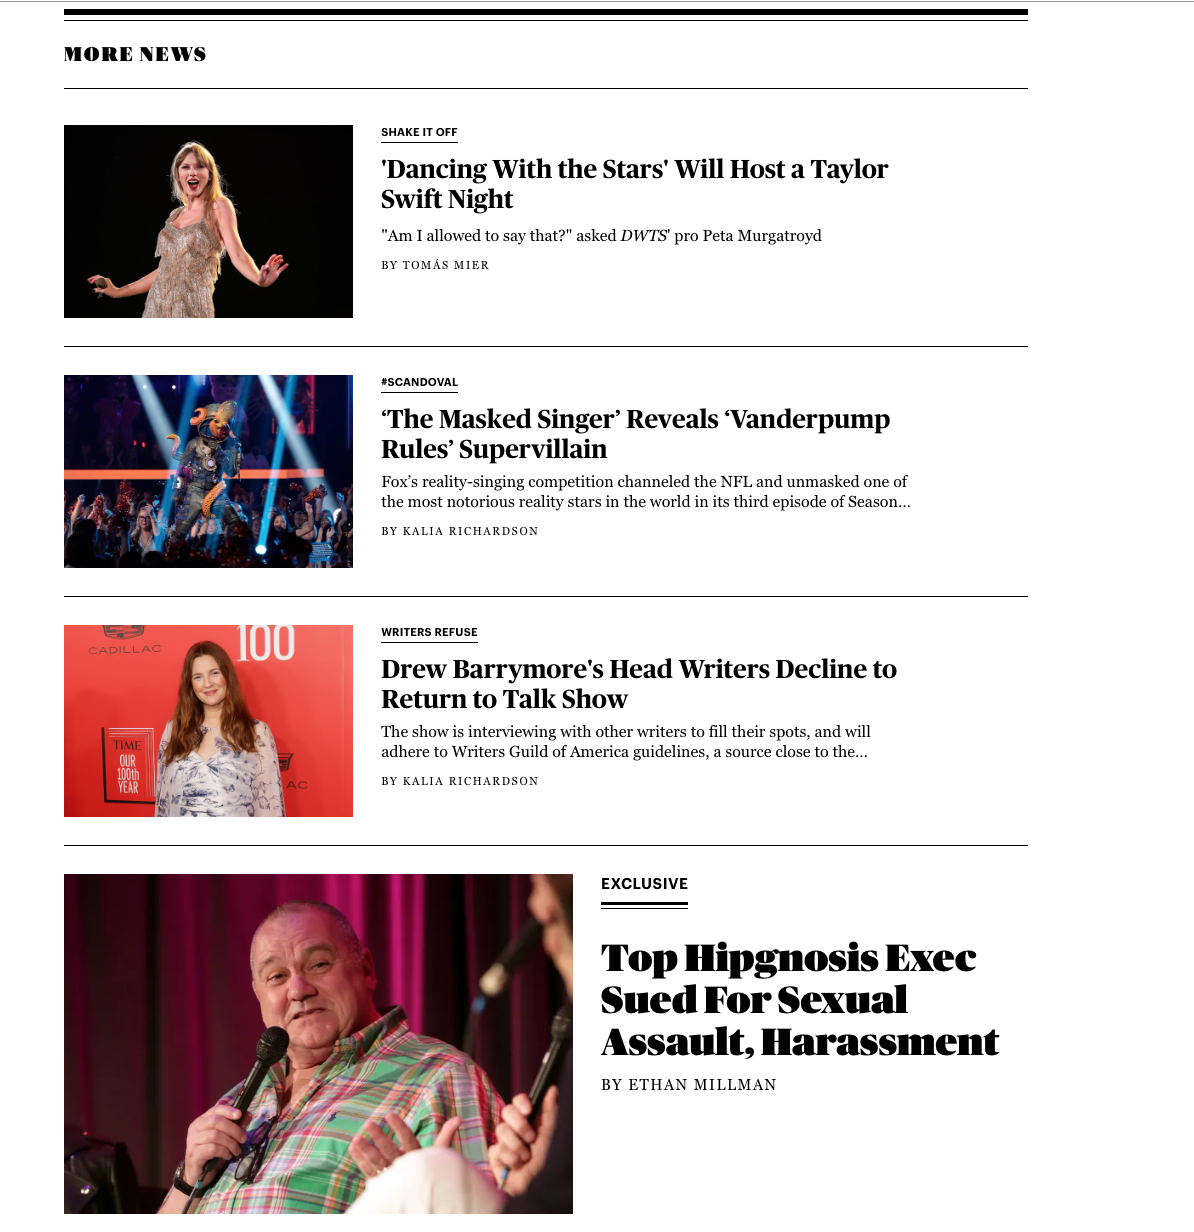 MORE NEWS
SHAKE IT OFF
'Dancing With the Stars' Will Host a Taylor
Swift Night
"Am I allowed to say that?" asked DWTS' pro Peta Murgatroyd
BY TOMÁS MIER
#SCANDOVAL
‘The Masked Singer’ Reveals ‘Vanderpump
Rules’ Supervillain
Fox’s reality-singing competition channeled the NFL and unmasked one of
the most notorious reality stars in the world in its third episode of Season...
BY KALIA RICHARDSON
CADILLAC
100
TIME
OUR
100th
YEAR
AC
WRITERS REFUSE
Drew Barrymore's Head Writers Decline to
Return to Talk Show
The show is interviewing with other writers to fill their spots, and will
adhere to Writers Guild of America guidelines, a source close to the...
BY KALIA RICHARDSON
EXCLUSIVE
Top Hipgnosis Exec
Sued For Sexual
Assault, Harassment
BY ETHAN MILLMAN